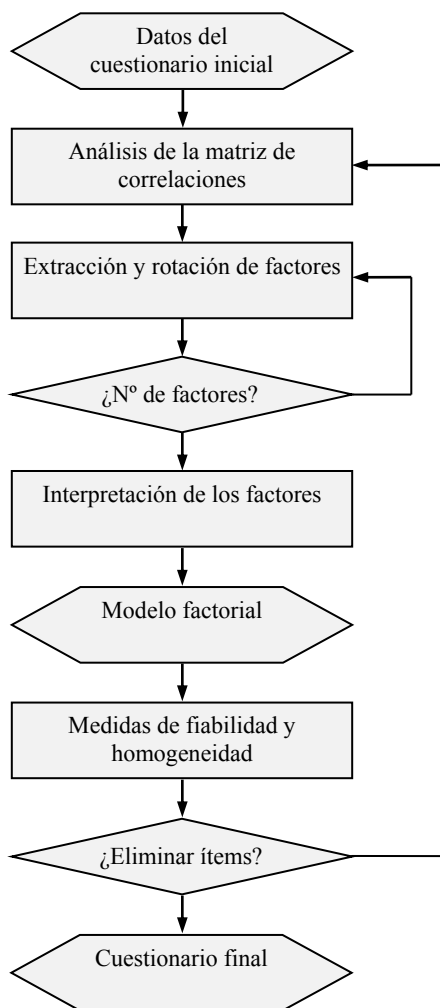 Datos del
cuestionario inicial
Análisis de la matriz de
correlaciones
Extracción y rotación de factores
¿Nº de factores?
Interpretación de los factores
Modelo factorial
Medidas de fiabilidad y
homogeneidad
¿Eliminar ítems?
Cuestionario final